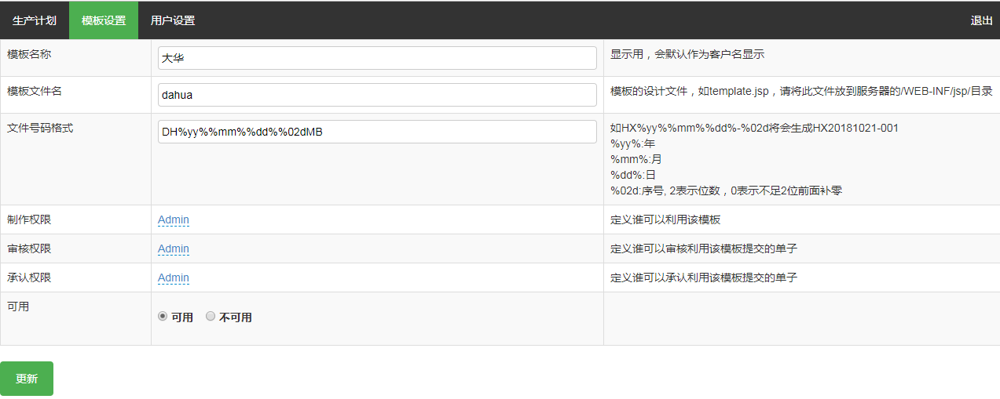 生产计划 模板设置 用户设置 退出
模板名称 大华 显示用，会默认作为客户名显示
模板文件名 dahua 模板的设计文件，如template.jsp，请将此文件放到服务器的/WEB-INF/jsp/目录
文件号码格式 DH%yy%%mm%%dd%%02dMB 如HX%yy%%mm%%dd%-%02d将会生成HX20181021-001
%yy%:年
%mm%:月
%dd%:日
%02d:序号, 2表示位数，0表示不足2位前面补零
制作权限 Admin 定义谁可以利用该模板
审核权限 Admin 定义谁可以审核利用该模板提交的单子
承认权限 Admin 定义谁可以承认利用该模板提交的单子
可用 可用 不可用
更新